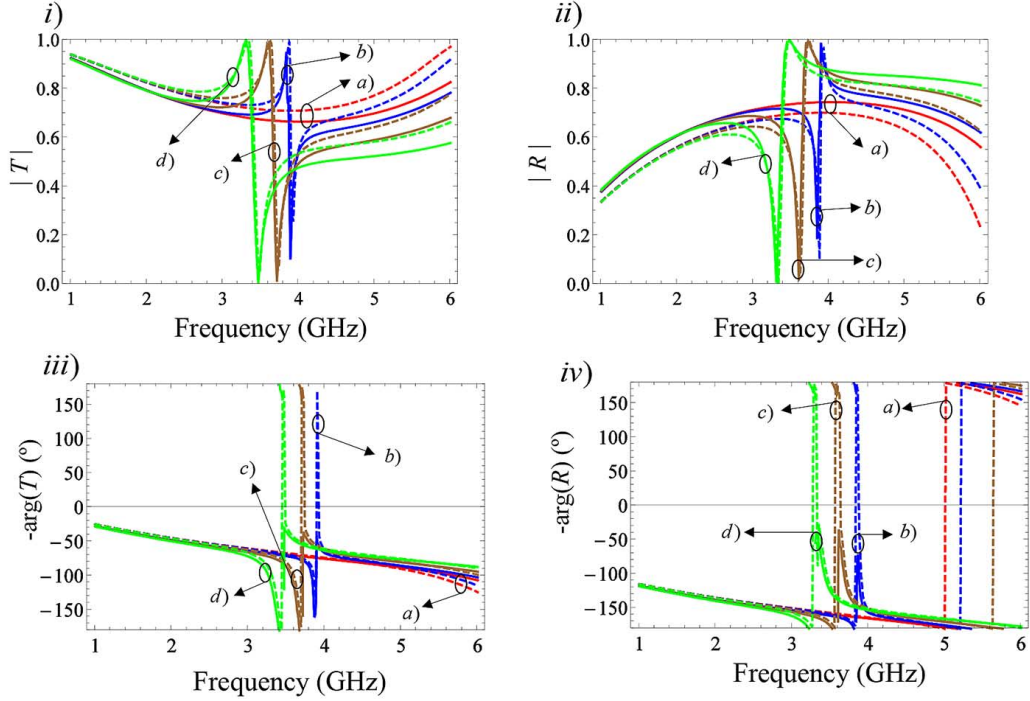 i)
| T |
1.0
0.8
0.6
0.4
0.2
0.0
b)
a)
d)
c)
1 2 3 4 5 6
Frequency (GHz)
ii)
| R |
1.0
0.8
0.6
0.4
0.2
0.0
a)
d)
b)
c)
1 2 3 4 5 6
Frequency (GHz)
iii)
-arg(T) (º)
150
100
50
0
−50
−100
−150
b)
c)
d)
a)
1 2 3 4 5 6
Frequency (GHz)
iv)
-arg(R) (º)
150
100
50
0
−50
−100
−150
c)
a)
d)
b)
1 2 3 4 5 6
Frequency (GHz)